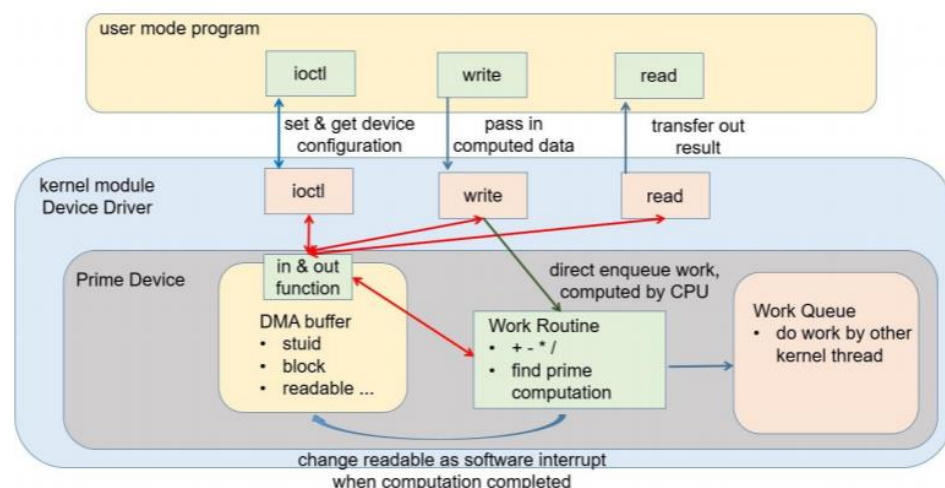 user mode program
ioctl
write
read
set & get device
configuration
pass in
computed data
transfer out
result
kernel module
Device Driver
ioctl
write
read
Prime Device
in & out
function
direct enqueue work,
computed by CPU
DMA buffer
• stuid
• block
• readable ...
Work Routine
• + - * /
• find prime
computation
Work Queue
• do work by other
kernel thread
change readable as software interrupt
when computation completed